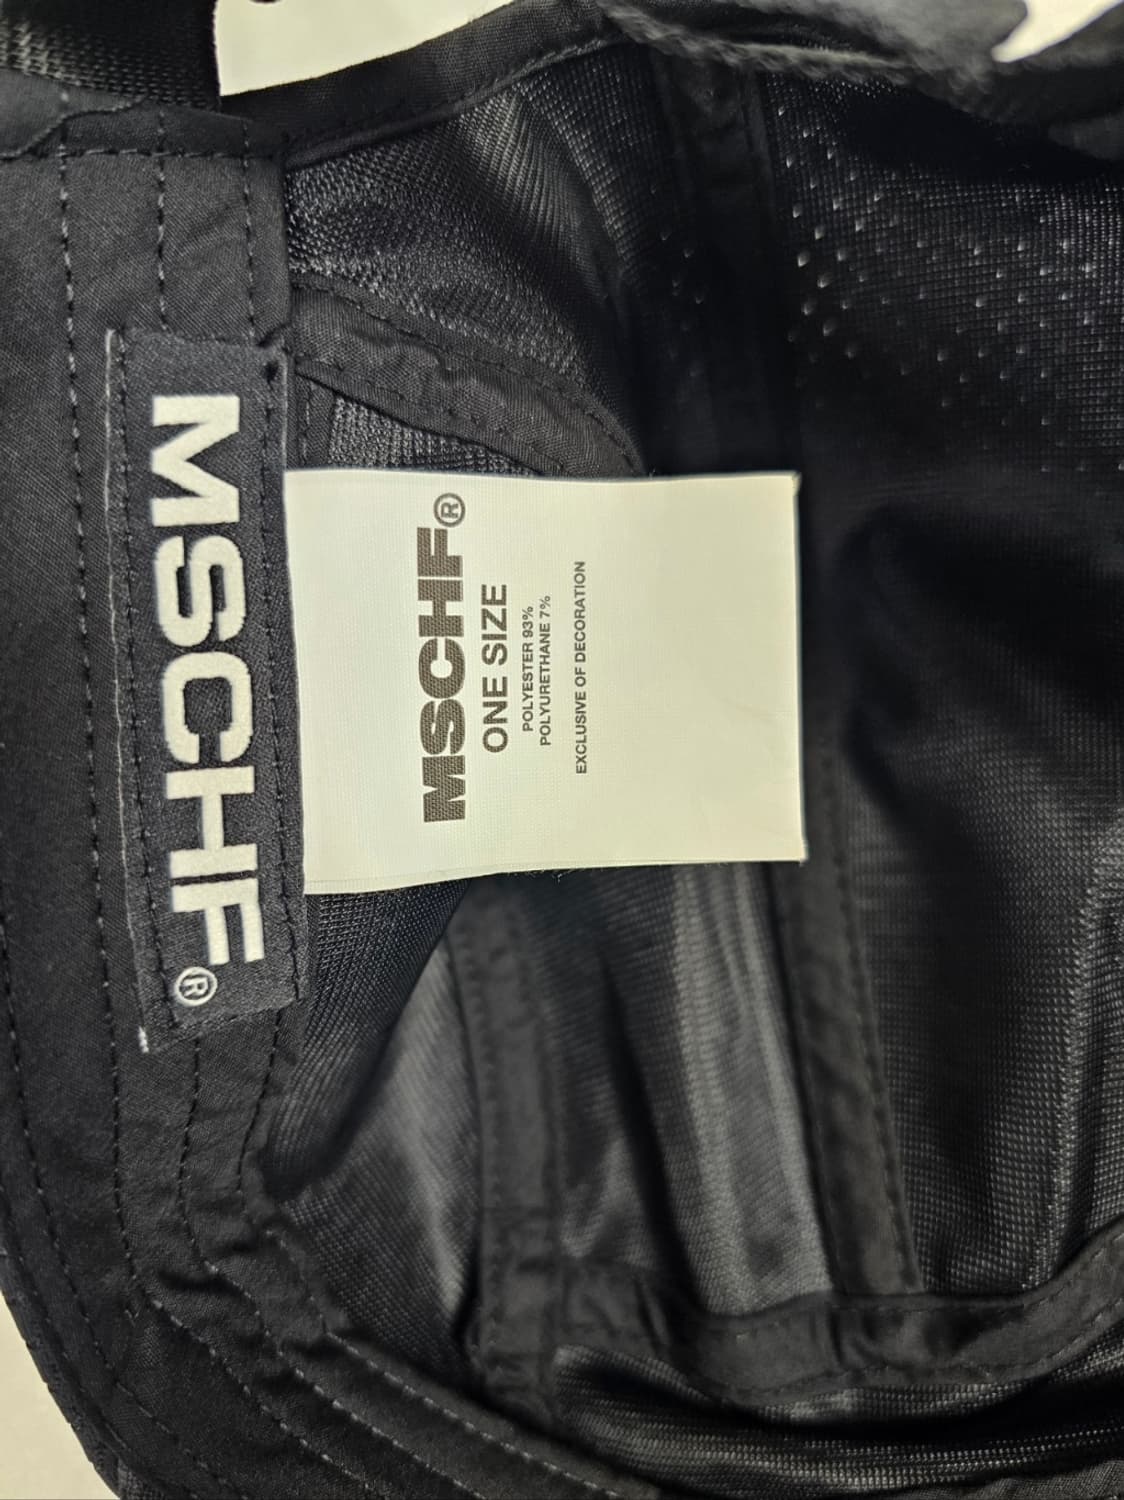 MSCHF®
MSCHF®
ONE SIZE
POLYESTER 93%
POLYURETHANE 7%
EXCLUSIVE OF DECORATION